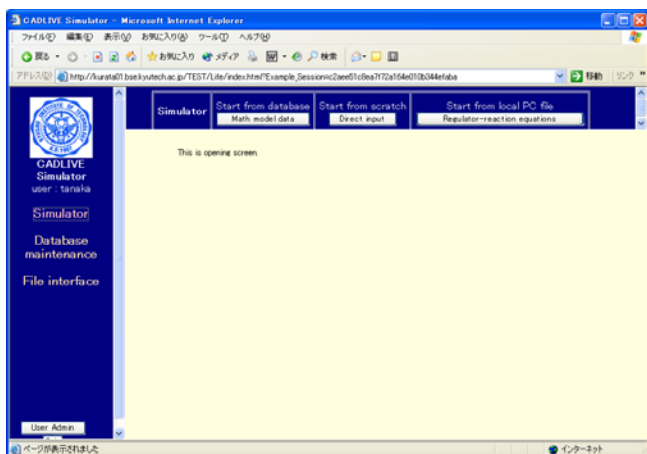 CADLIVE Simulator - Microsoft Internet Explorer
ファイル(F) 編集(E) 表示(V) お気に入り(A) ツール(T) ヘルプ(H)
戻る 検索 お気に入り メディア
アドレス(D) http://kurata01.bse.kyutech.ac.jp/TEST/Life/index.html?Example_Session=c2aee51c8ea7f72a164e010b344efaba 移動 リンク »
Simulator
Start from database
Math model data
Start from scratch
Direct input
Start from local PC file
Regulator-reaction equations
This is opening screen.
CADLIVE
Simulator
user : tanaka
Simulator
Database
maintenance
File interface
User Admin
ページが表示されました インターネット